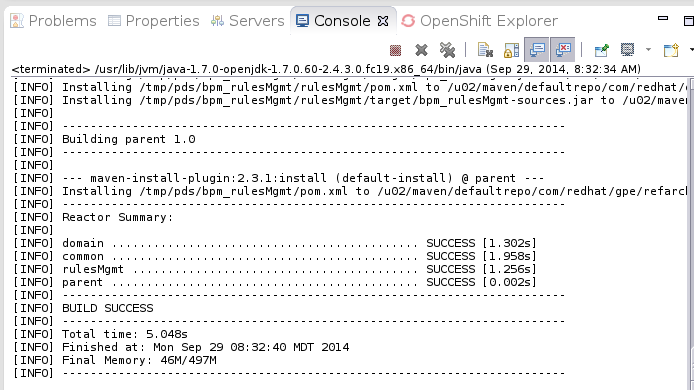 Problems Properties Servers Console OpenShift Explorer
<terminated> /usr/lib/jvm/java-1.7.0-openjdk-1.7.0.60-2.4.3.0.fc19.x86_64/bin/java (Sep 29, 2014, 8:32:34 AM)
[INFO] Installing /tmp/pds/bpm_rulesMgmt/rulesMgmt/pom.xml to /u02/maven/defaultrepo/com/redhat/
[INFO] Installing /tmp/pds/bpm_rulesMgmt/rulesMgmt/target/bpm_rulesMgmt-sources.jar to /u02/maven
[INFO]
[INFO] ------------------------------------------------------------------------
[INFO] Building parent 1.0
[INFO] ------------------------------------------------------------------------
[INFO]
[INFO] --- maven-install-plugin:2.3.1:install (default-install) @ parent ---
[INFO] Installing /tmp/pds/bpm_rulesMgmt/pom.xml to /u02/maven/defaultrepo/com/redhat/gpe/refarch
[INFO] ------------------------------------------------------------------------
[INFO] Reactor Summary:
[INFO]
[INFO] domain ............................................ SUCCESS [1.302s]
[INFO] common ............................................ SUCCESS [1.958s]
[INFO] rulesMgmt ......................................... SUCCESS [1.256s]
[INFO] parent ............................................ SUCCESS [0.002s]
[INFO] ------------------------------------------------------------------------
[INFO] BUILD SUCCESS
[INFO] ------------------------------------------------------------------------
[INFO] Total time: 5.048s
[INFO] Finished at: Mon Sep 29 08:32:40 MDT 2014
[INFO] Final Memory: 46M/497M
[INFO] ------------------------------------------------------------------------